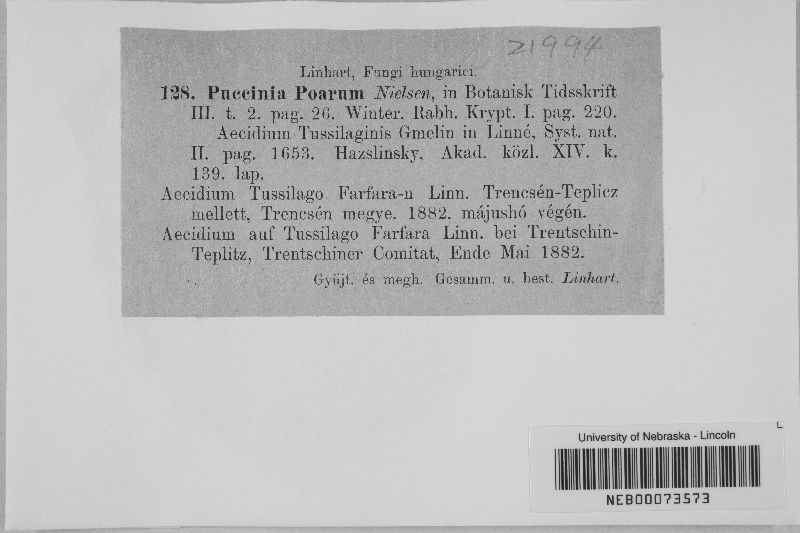 21994
Linhart, Fungi hungarici.
128. Puccinia Poarum Nielsen, in Botanisk Tidsskrift
III. t. 2. pag. 26. Winter. Rabh. Krypt. I. pag. 220.
Aecidium Tussilaginis Gmelin in Linné, Syst. nat.
II. pag. 1653. Hazslinsky, Akad. közl. XIV. k.
139. lap.
Aecidium Tussilago Farfara-n Linn. Trencsén-Teplicz
mellett, Trencsén megye. 1882. májushó végén.
Aecidium auf Tussilago Farfara Linn. bei Trentschin-
Teplitz, Trentschiner Comitat, Ende Mai 1882.
Gyüjt. és megh. Gesamm. u. best. Linhart.
University of Nebraska - Lincoln
NEB00073573